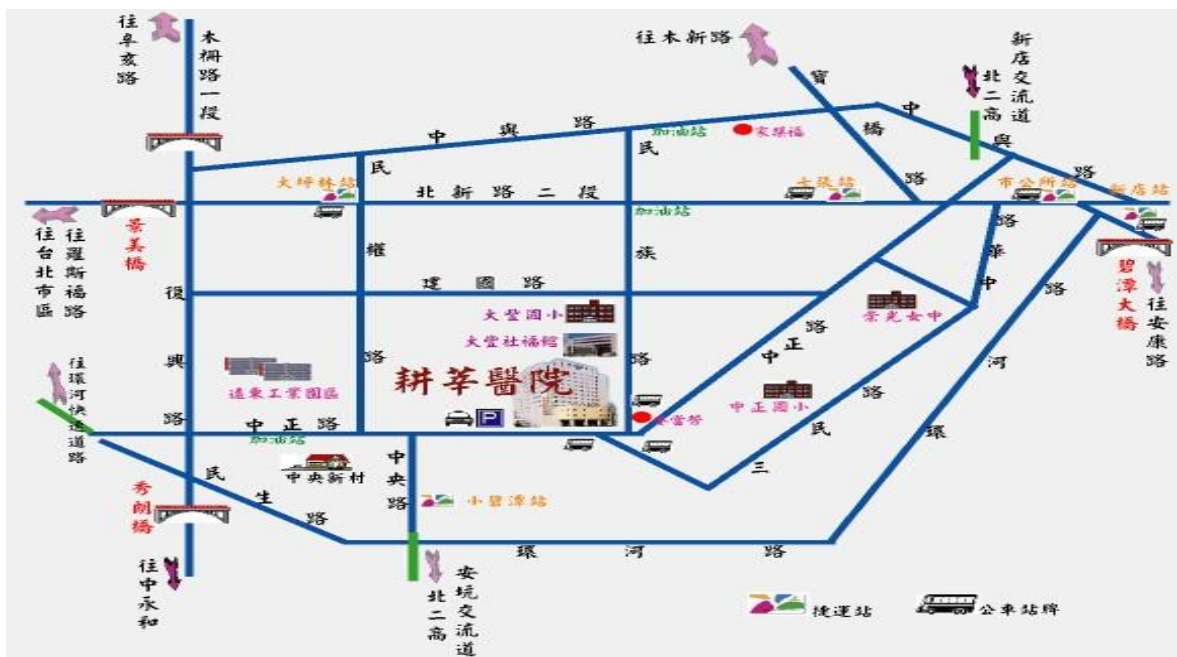 往辛亥路
木柵路一段
往木新路
新店交流道
北二高
中興路
加油站
家樂福
寶橋路
中興路
民權路
民族路
大坪林站
北新路二段
七張站
市公所站
新店站
加油站
景美橋
往羅斯福路
往台北市區
復興路
建國路
中華路
碧潭大橋
往安康路
崇光女中
大豐國小
大豐社福館
中正路
環河路
往環河快速道路
遠東工業園區
耕莘醫院
P
麥當勞
中正國小
三民路
中正路
加油站
中央新村
中央路
民生路
小碧潭站
秀朗橋
環河路
往中永和
安坑交流道
北二高
捷運站
公車站牌